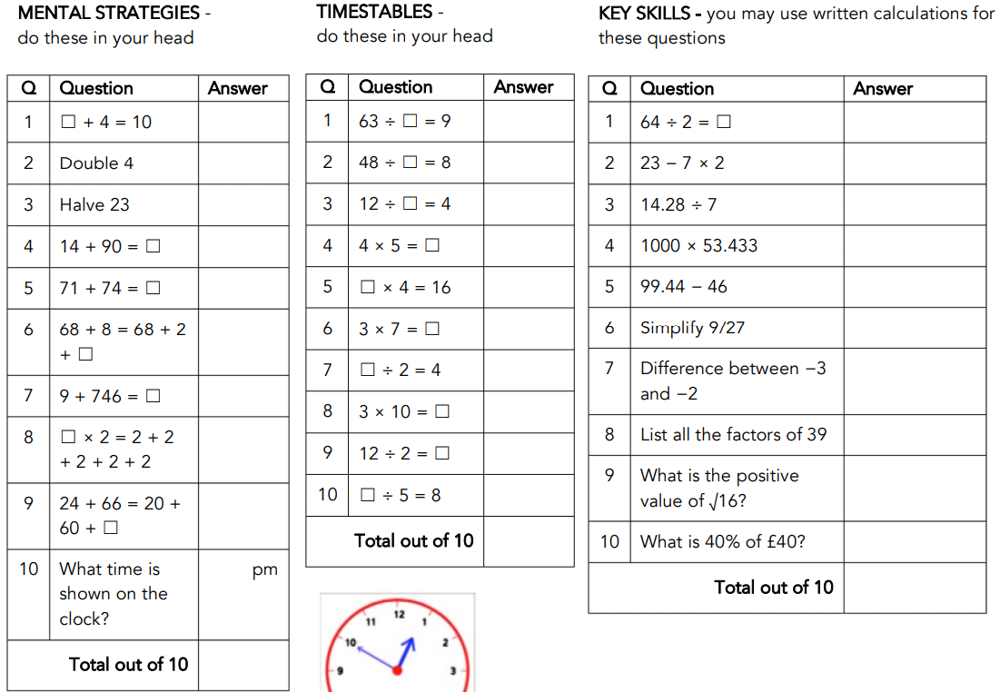 MENTAL STRATEGIES -
do these in your head
Q Question Answer
1 □ + 4 = 10
2 Double 4
3 Halve 23
4 14 + 90 = □
5 71 + 74 = □
6 68 + 8 = 68 + 2
+ □
7 9 + 746 = □
8 □ × 2 = 2 + 2
+ 2 + 2 + 2
9 24 + 66 = 20 +
60 + □
10 What time is pm
shown on the
clock?
Total out of 10
TIMESTABLES -
do these in your head
Q Question Answer
1 63 ÷ □ = 9
2 48 ÷ □ = 8
3 12 ÷ □ = 4
4 4 × 5 = □
5 □ × 4 = 16
6 3 × 7 = □
7 □ ÷ 2 = 4
8 3 × 10 = □
9 12 ÷ 2 = □
10 □ ÷ 5 = 8
Total out of 10
12
11 1
10 2
9 3
KEY SKILLS - you may use written calculations for
these questions
Q Question Answer
1 64 ÷ 2 = □
2 23 − 7 × 2
3 14.28 ÷ 7
4 1000 × 53.433
5 99.44 − 46
6 Simplify 9/27
7 Difference between −3
and −2
8 List all the factors of 39
9 What is the positive
value of √16?
10 What is 40% of £40?
Total out of 10